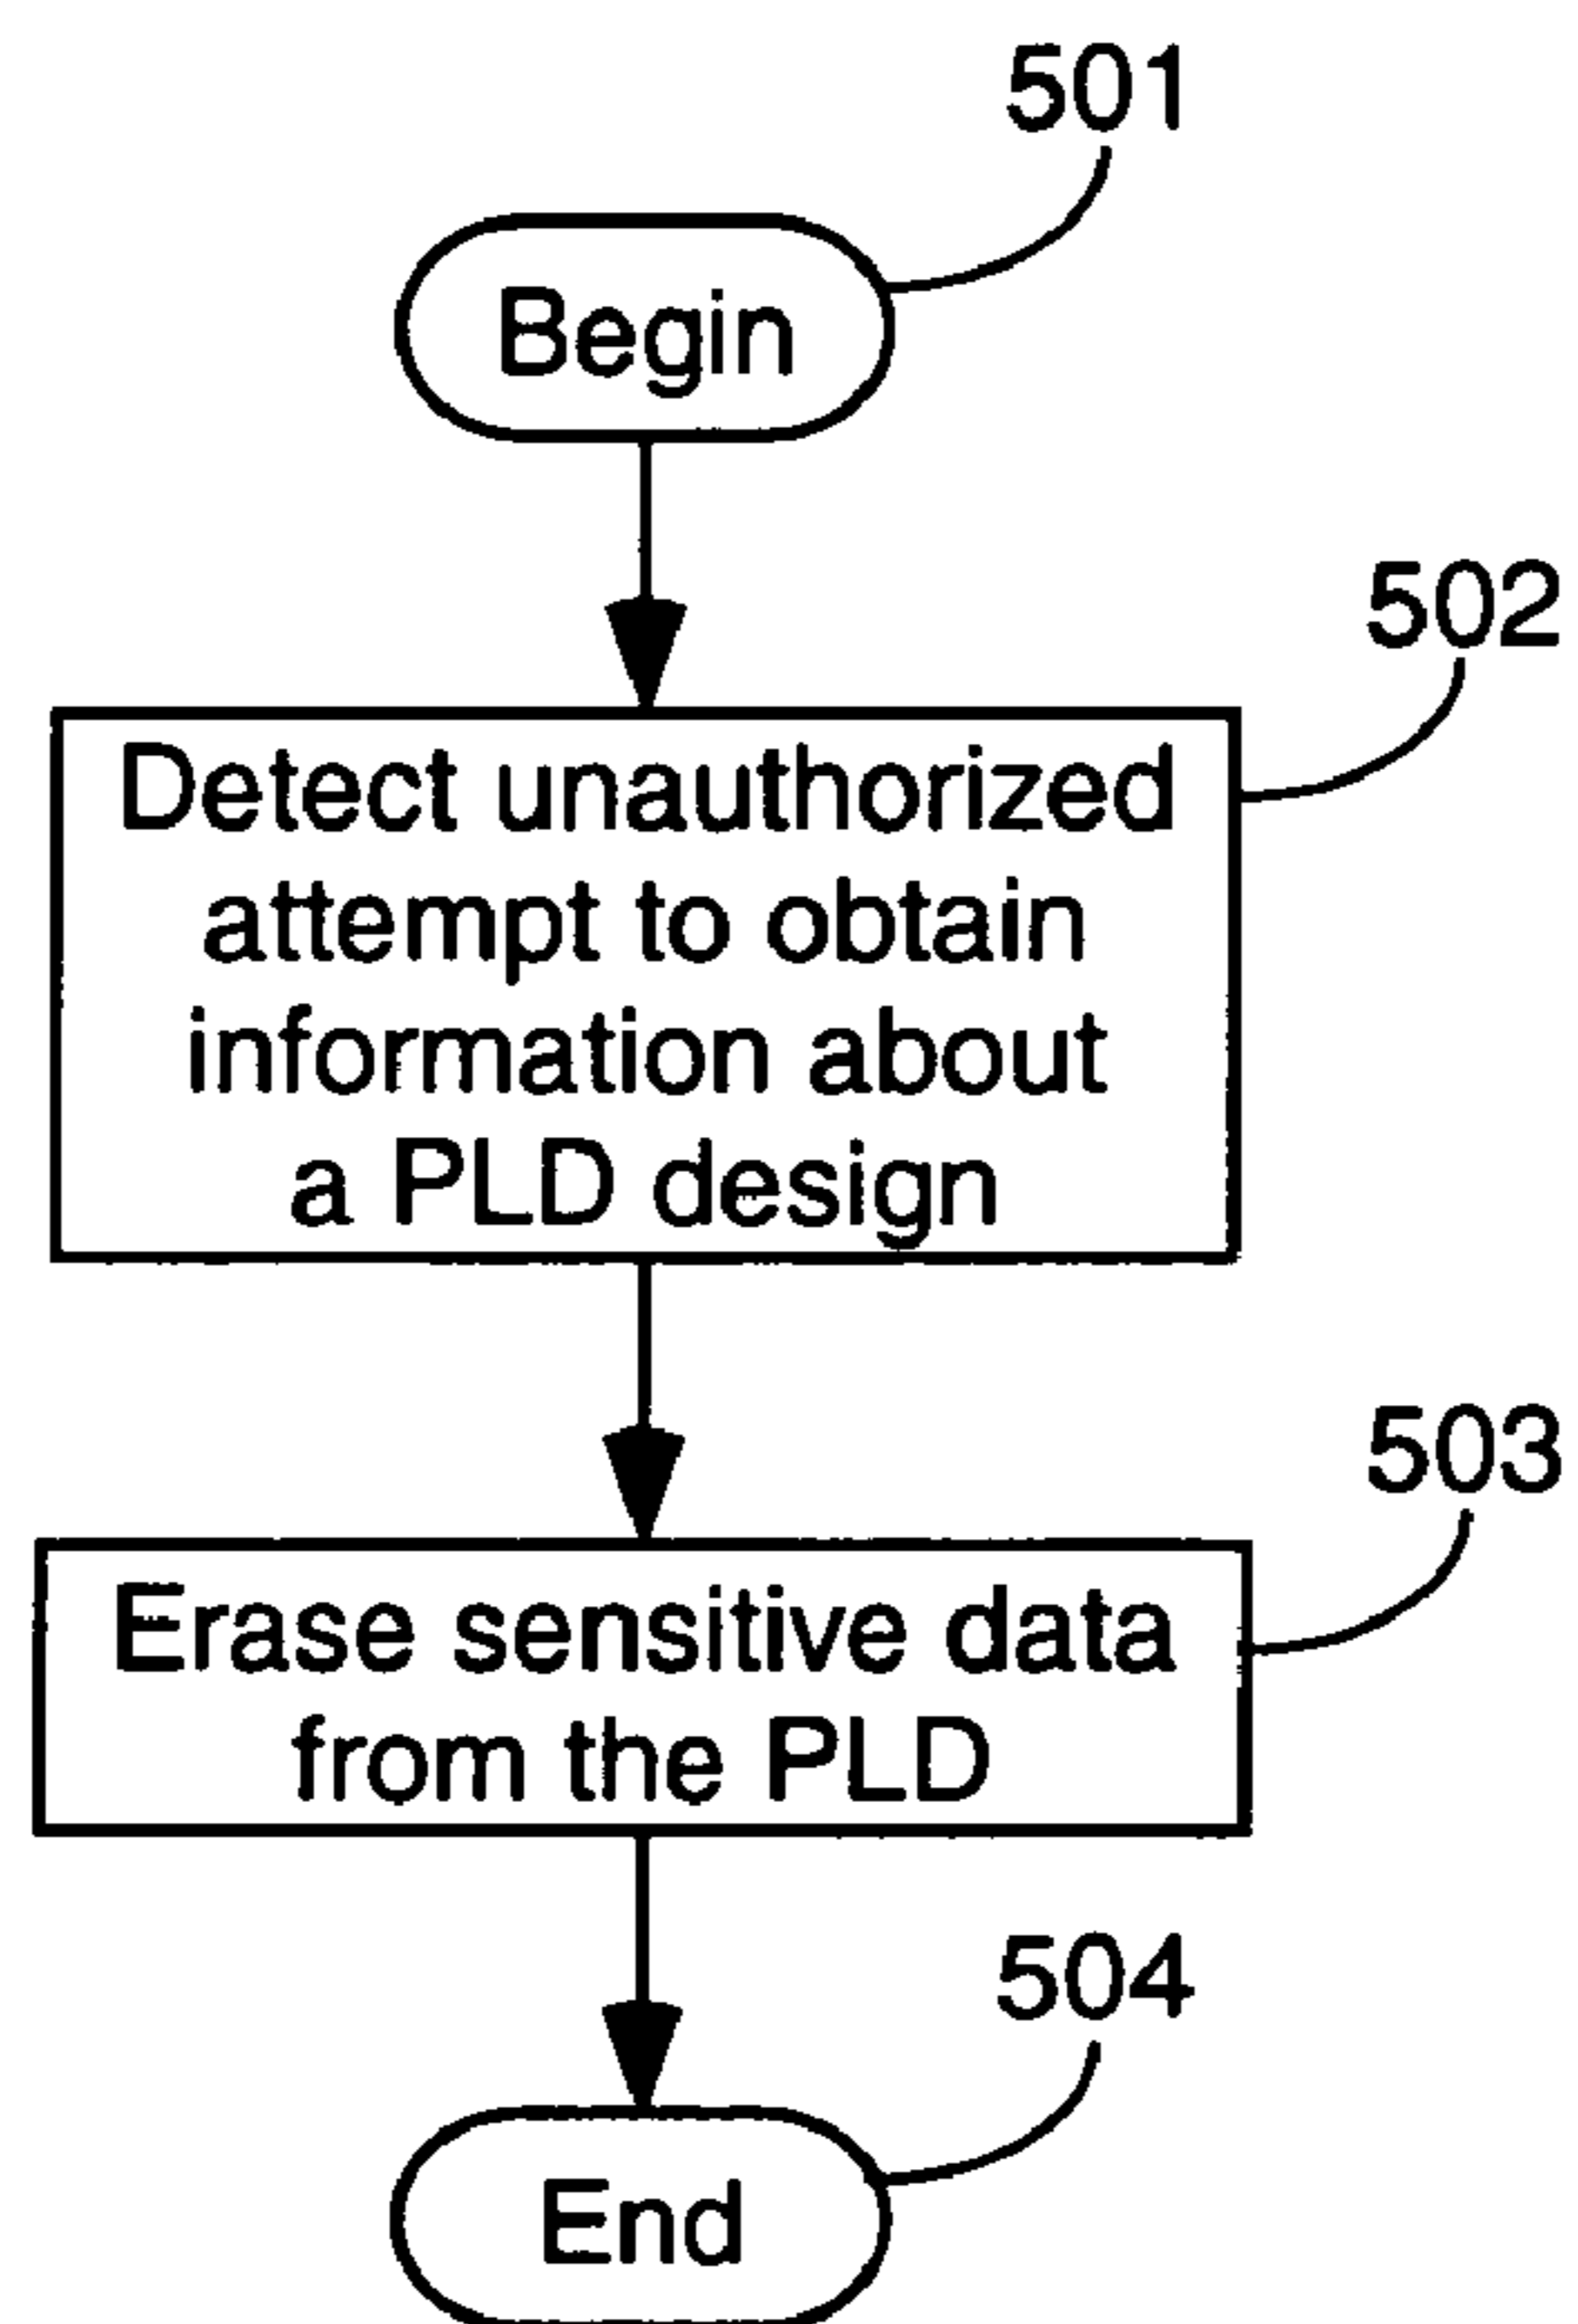 501
Begin
502
Detect unauthorized
attempt to obtain
information about
a PLD design
503
Erase sensitive data
from the PLD
504
End